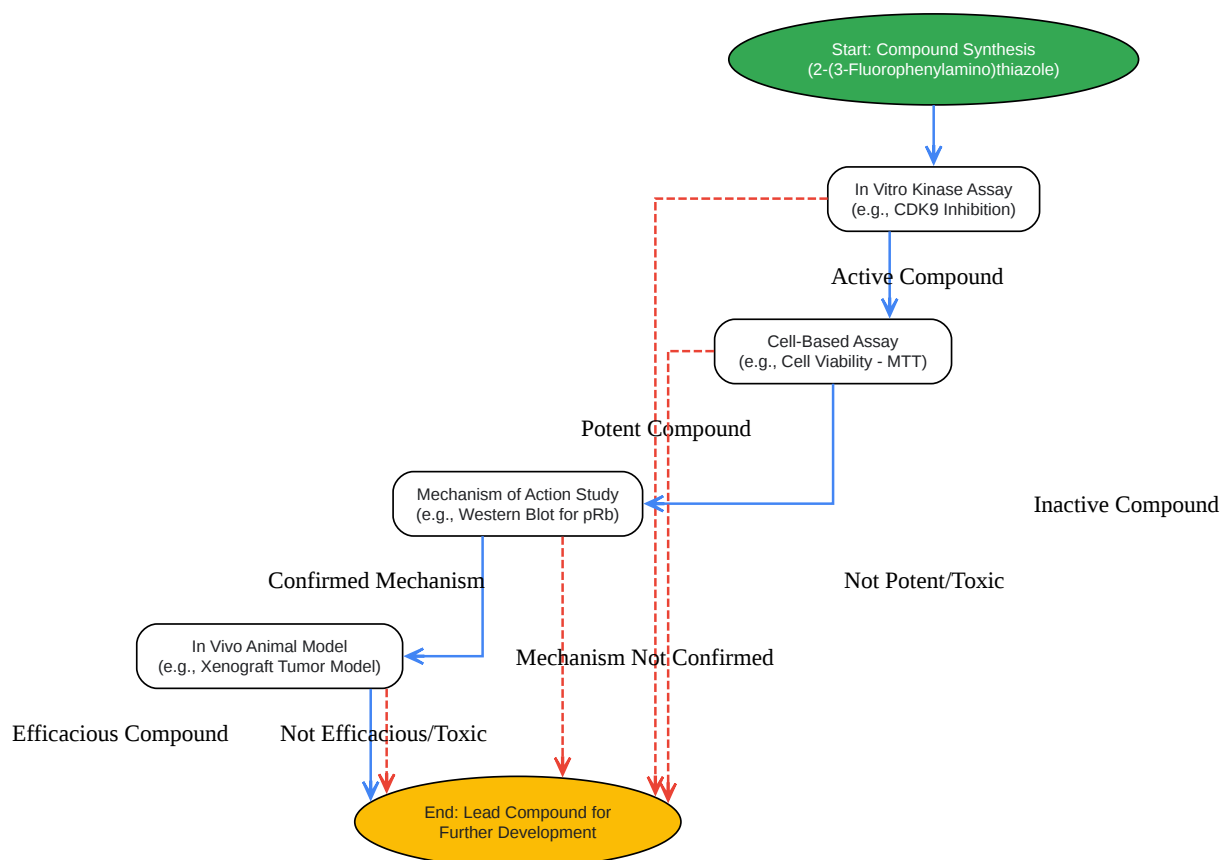 Start: Compound Synthesis
(2-(3-Fluorophenylamino)thiazole)
In Vitro Kinase Assay
(e.g., CDK9 Inhibition)
Active Compound
Cell-Based Assay
(e.g., Cell Viability - MTT)
Potent Compound
Mechanism of Action Study
(e.g., Western Blot for pRb)
Inactive Compound
Confirmed Mechanism
Not Potent/Toxic
In Vivo Animal Model
(e.g., Xenograft Tumor Model)
Mechanism Not Confirmed
Efficacious Compound
Not Efficacious/Toxic
End: Lead Compound for
Further Development